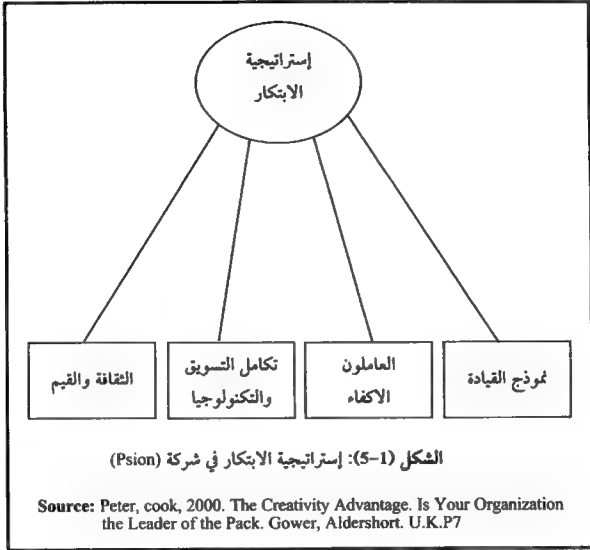 إستراتيجية
الابتكار
نموذج القيادة
العاملون
الاكفاء
تكامل التسويق
والتكنولوجيا
الثقافة والقيم
الشكل (1-5): إستراتيجية الابتكار في شركة (Psion)
Source: Peter, cook, 2000. The Creativity Advantage. Is Your Organization
the Leader of the Pack. Gower, Aldershort. U.K.P7